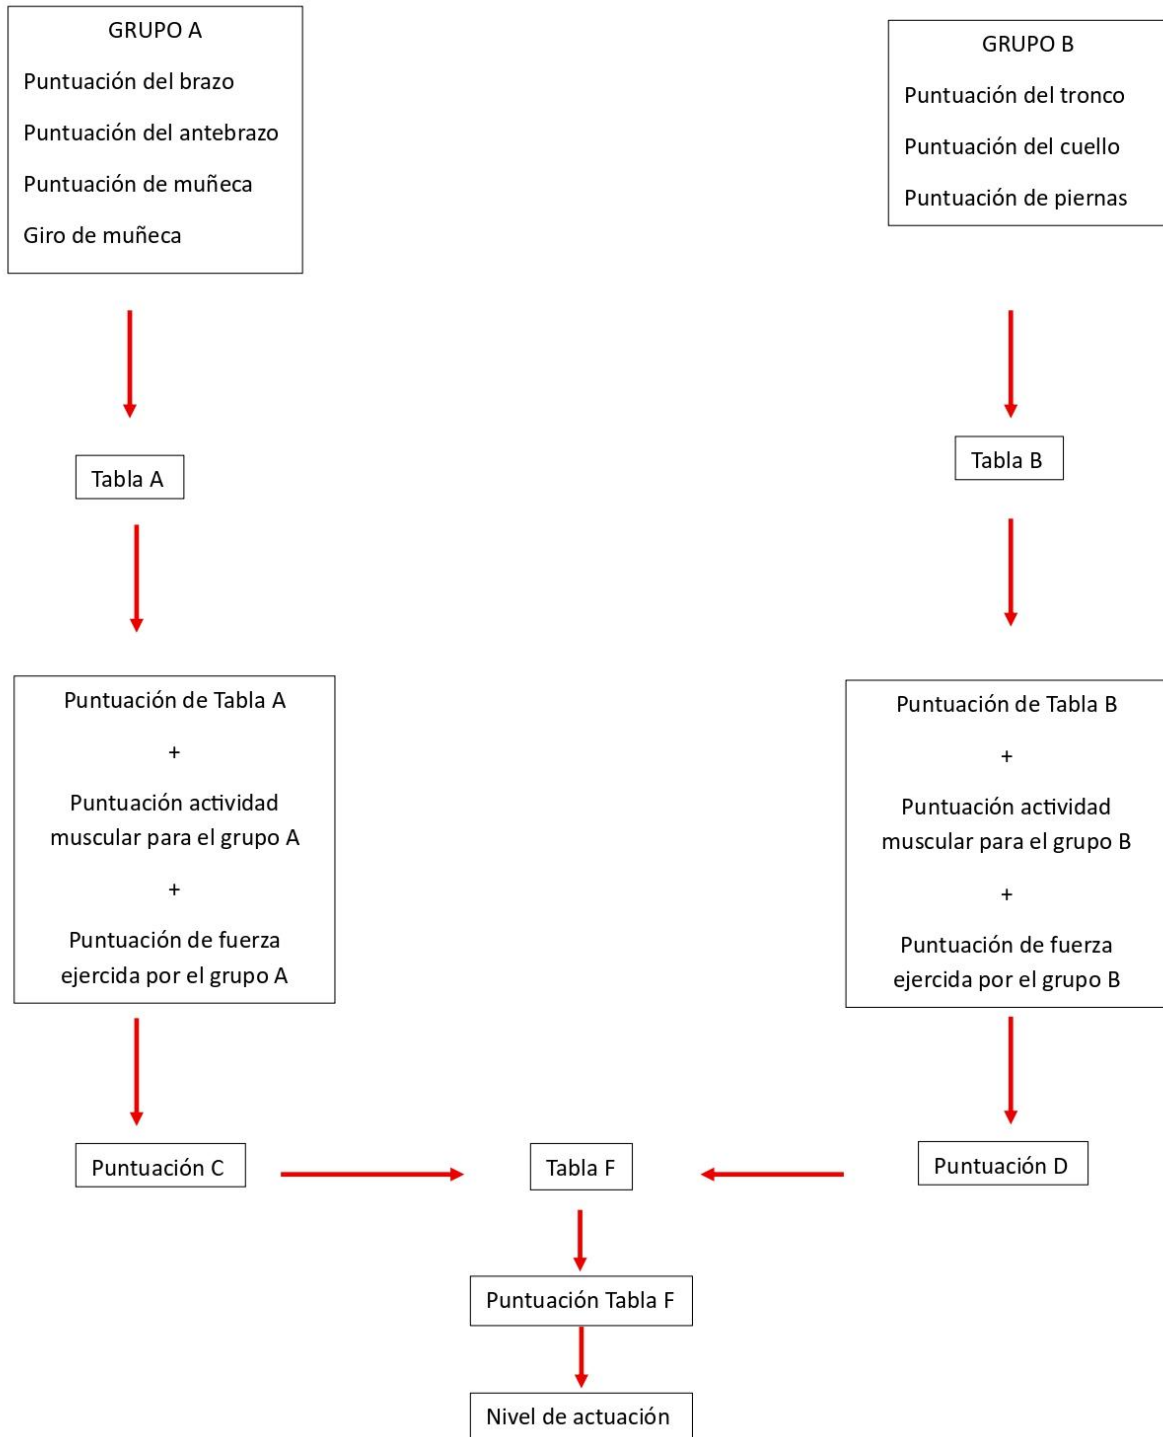 GRUPO A
Puntuación del brazo
Puntuación del antebrazo
Puntuación de muñeca
Giro de muñeca
GRUPO B
Puntuación del tronco
Puntuación del cuello
Puntuación de piernas
Tabla A
Tabla B
Puntuación de Tabla A
+
Puntuación actividad
muscular para el grupo A
+
Puntuación de fuerza
ejercida por el grupo A
Puntuación de Tabla B
+
Puntuación actividad
muscular para el grupo B
+
Puntuación de fuerza
ejercida por el grupo B
Puntuación C
Tabla F
Puntuación D
Puntuación Tabla F
Nivel de actuación